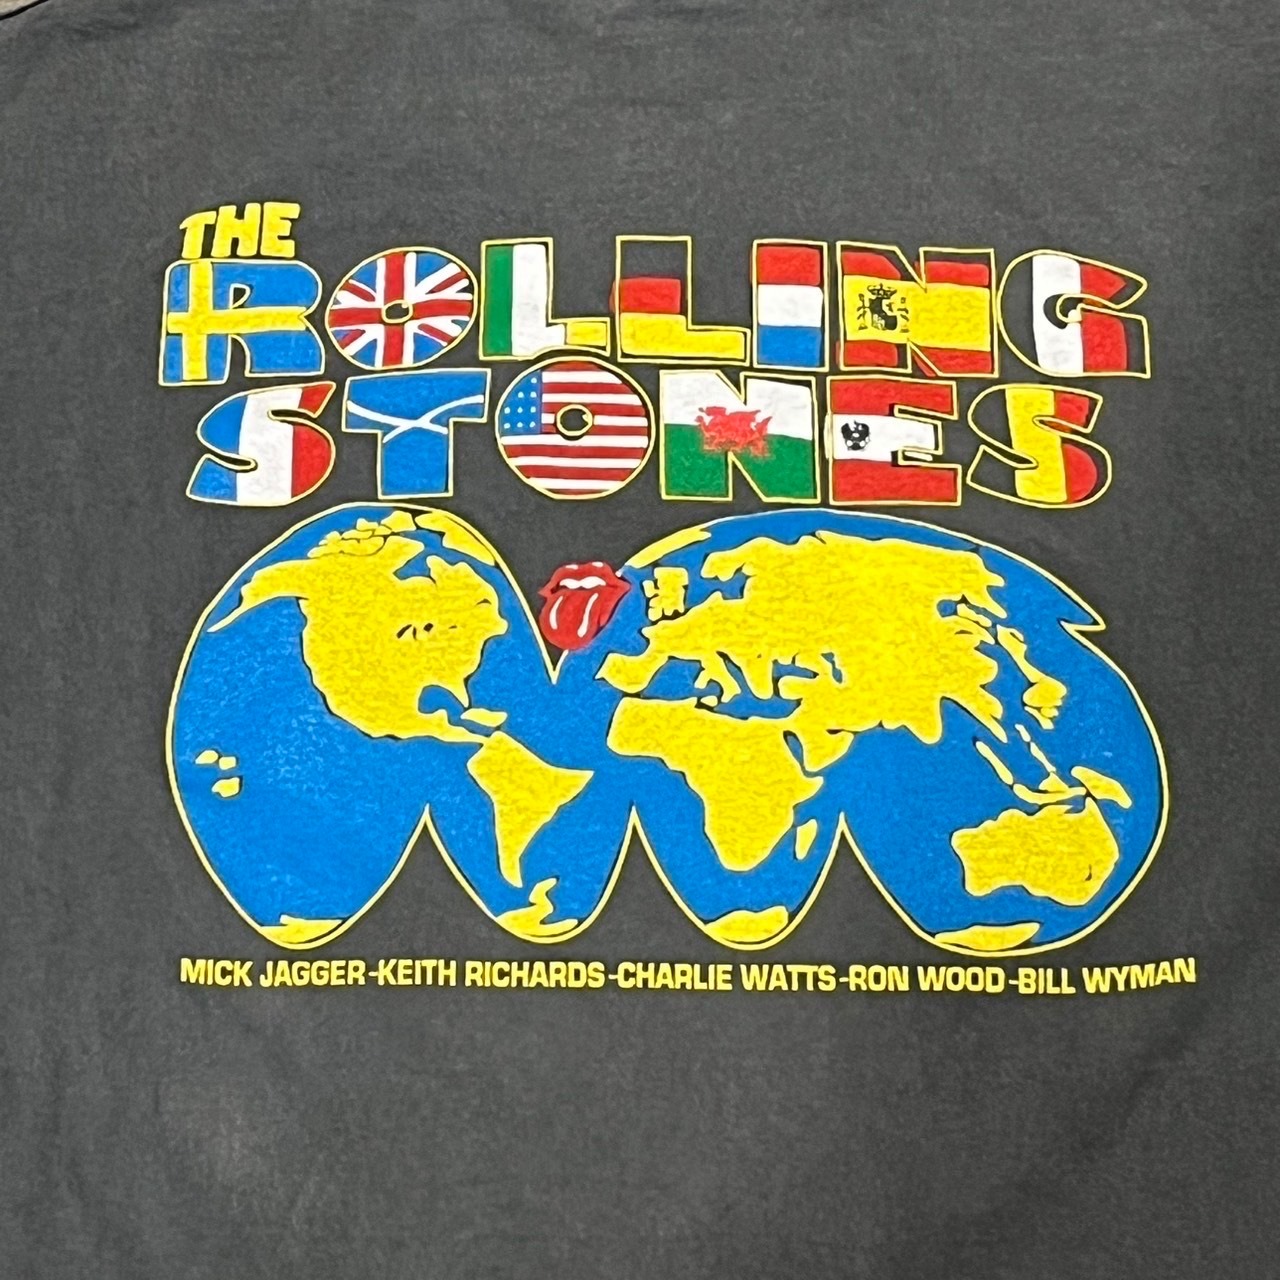 THE
ROLLING
STONES
MICK JAGGER-KEITH RICHARDS-CHARLIE WATTS-RON WOOD-BILL WYMAN